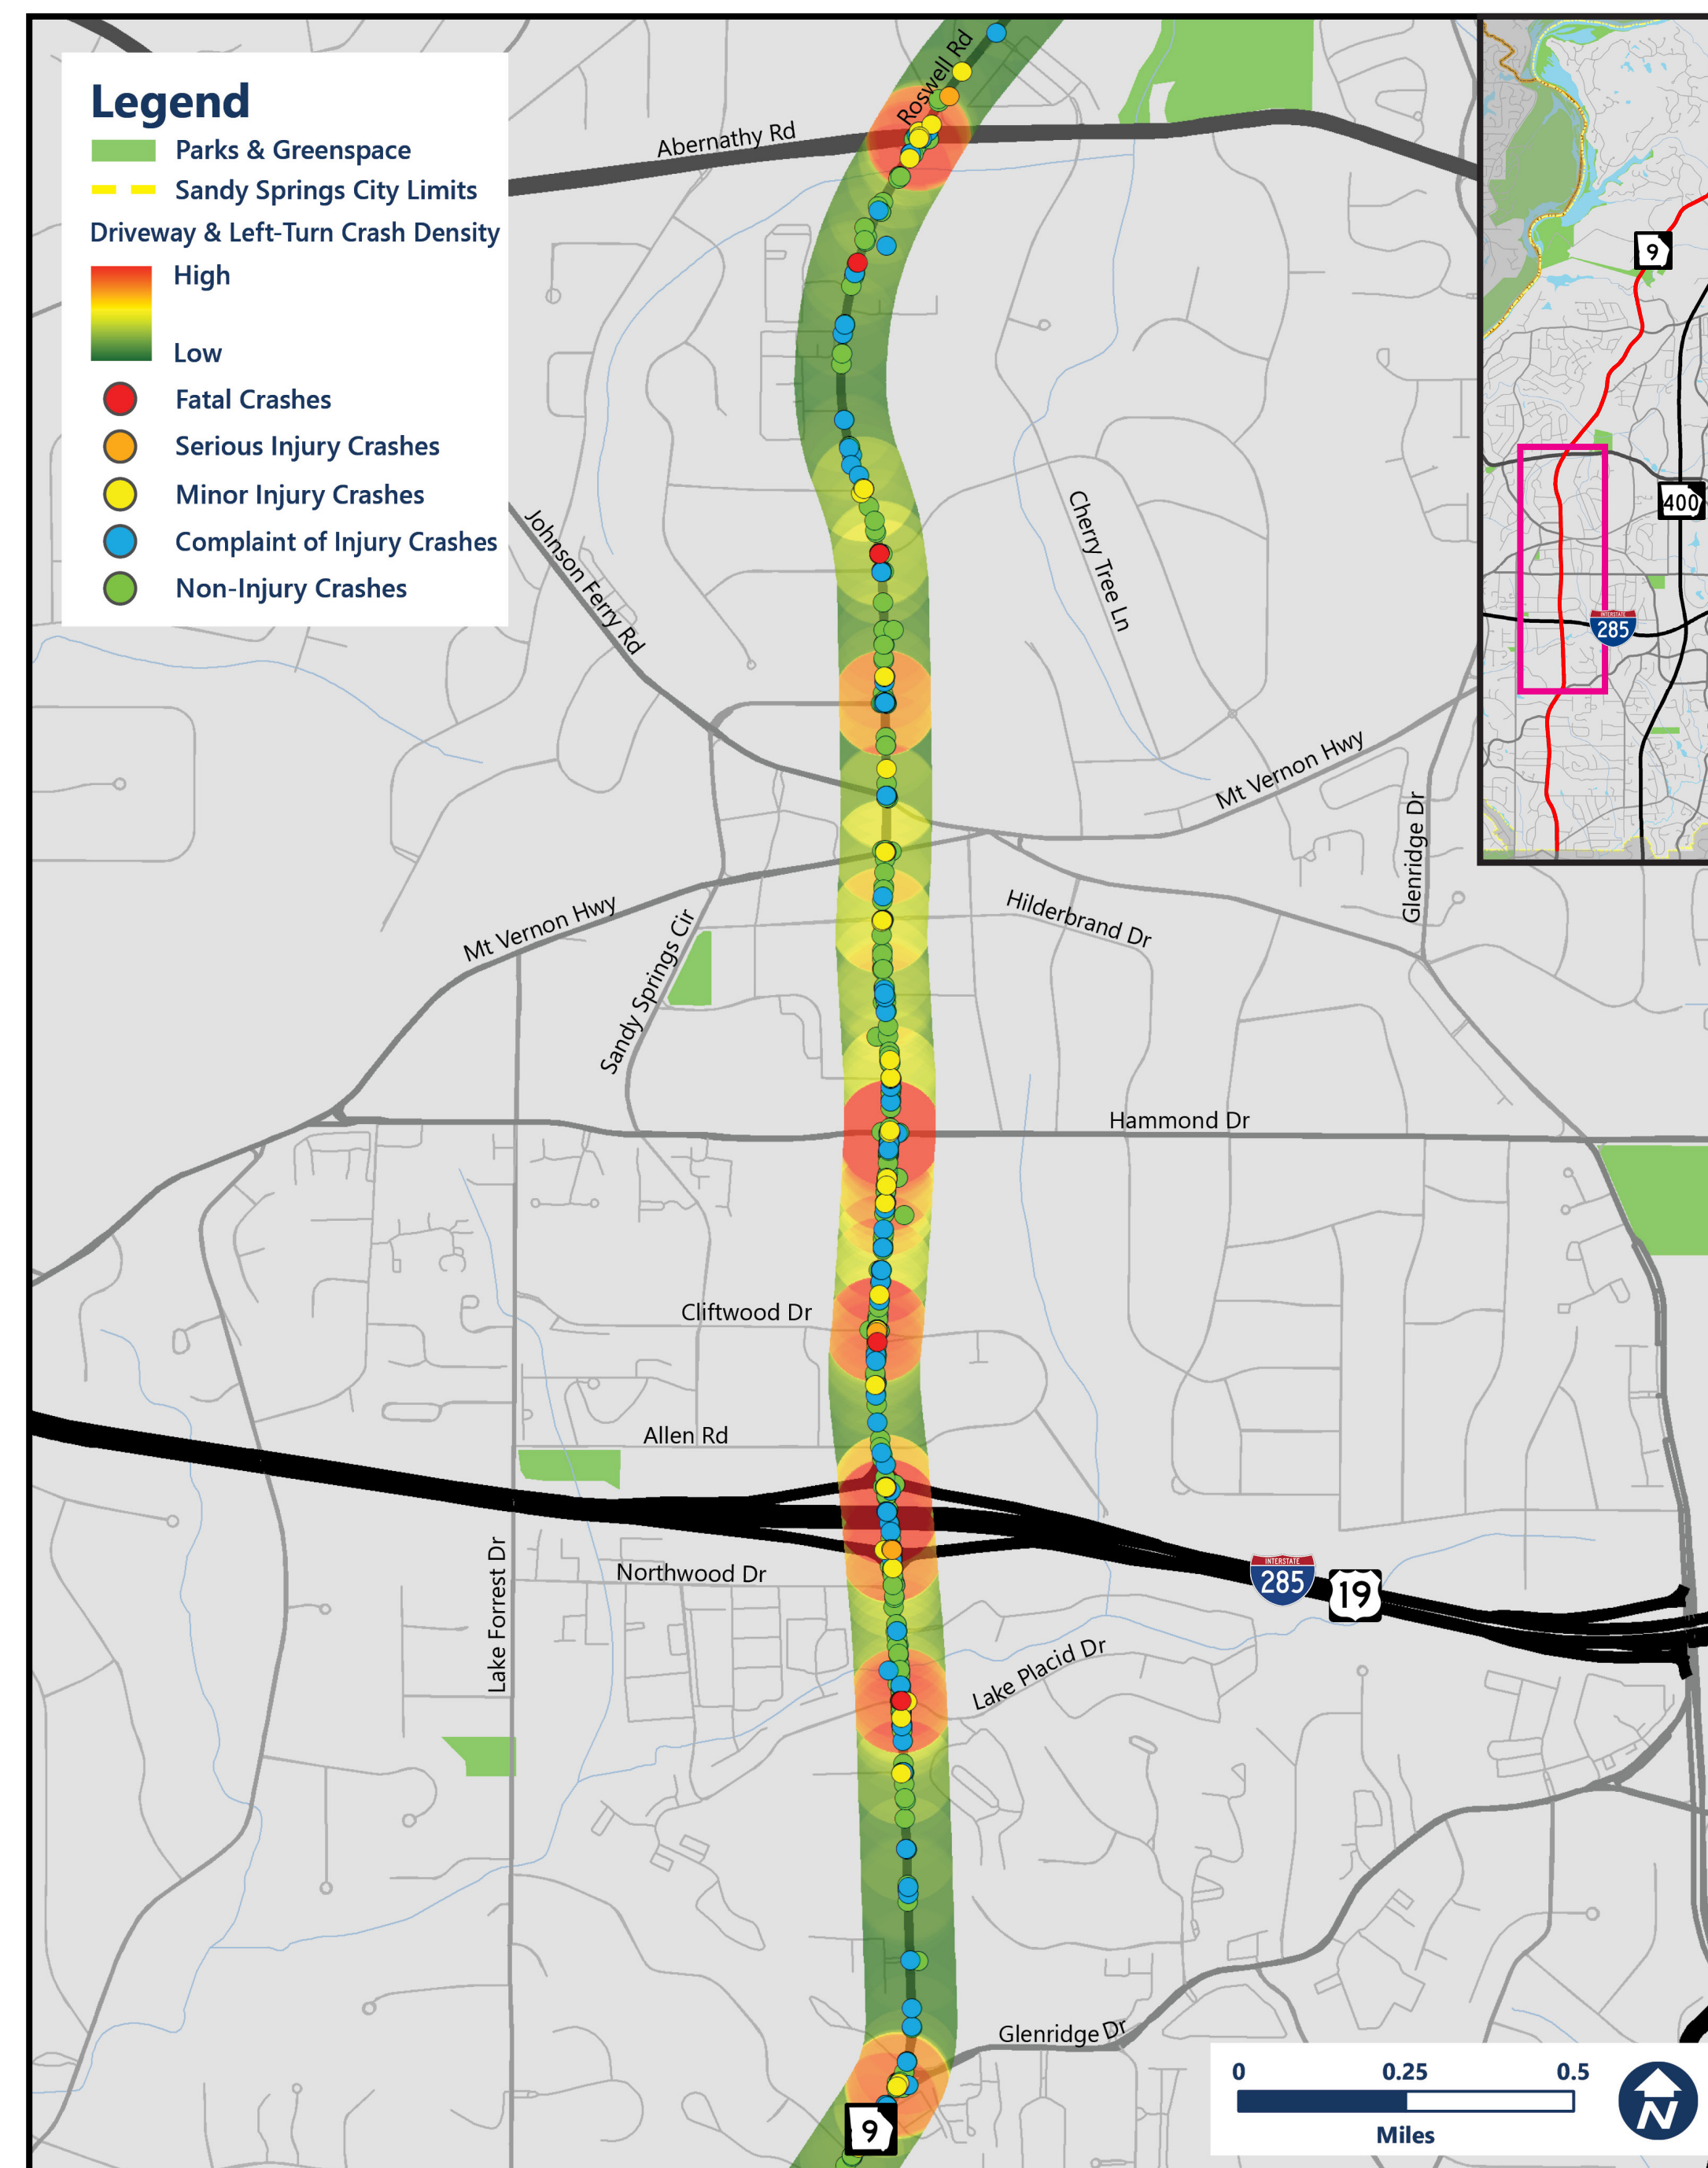 Legend
Parks & Greenspace
Sandy Springs City Limits
Driveway & Left-Turn Crash Density
High
Low
Fatal Crashes
Serious Injury Crashes
Minor Injury Crashes
Complaint of Injury Crashes
Non-Injury Crashes
Roswell Rd
Abernathy Rd
9
400
INTERSTATE
285
Johnson Ferry Rd
Cherry Tree Ln
Mt Vernon Hwy
Glenridge Dr
Mt Vernon Hwy
Hilderbrand Dr
Sandy Springs Cir
Hammond Dr
Cliftwood Dr
Allen Rd
Lake Forrest Dr
Northwood Dr
INTERSTATE
285
19
Lake Placid Dr
Glenridge Dr
9
0 0.25 0.5
Miles
N